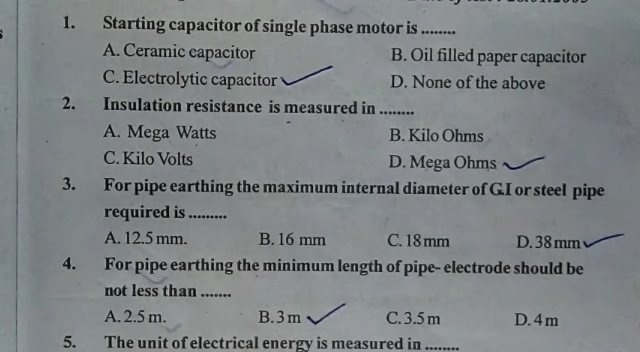 1. Starting capacitor of single phase motor is ........
A. Ceramic capacitor B. Oil filled paper capacitor
C. Electrolytic capacitor D. None of the above
2. Insulation resistance is measured in ........
A. Mega Watts B. Kilo Ohms
C. Kilo Volts D. Mega Ohms
3. For pipe earthing the maximum internal diameter of G.I or steel pipe
required is .........
A. 12.5 mm. B. 16 mm C. 18 mm D. 38 mm
4. For pipe earthing the minimum length of pipe- electrode should be
not less than .......
A. 2.5 m. B. 3 m C. 3.5 m D. 4 m
5. The unit of electrical energy is measured in ........